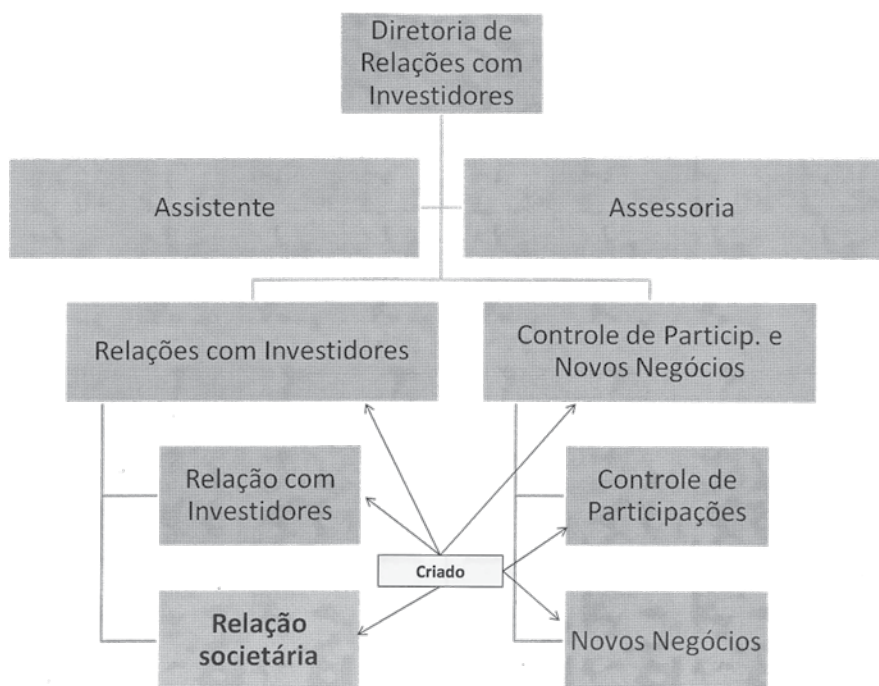 Diretoria de
Relações com
Investidores
Assistente
Assessoria
Relações com Investidores
Controle de Particip. e
Novos Negócios
Relação com
Investidores
Controle de
Participações
Criado
Relação
societária
Novos Negócios